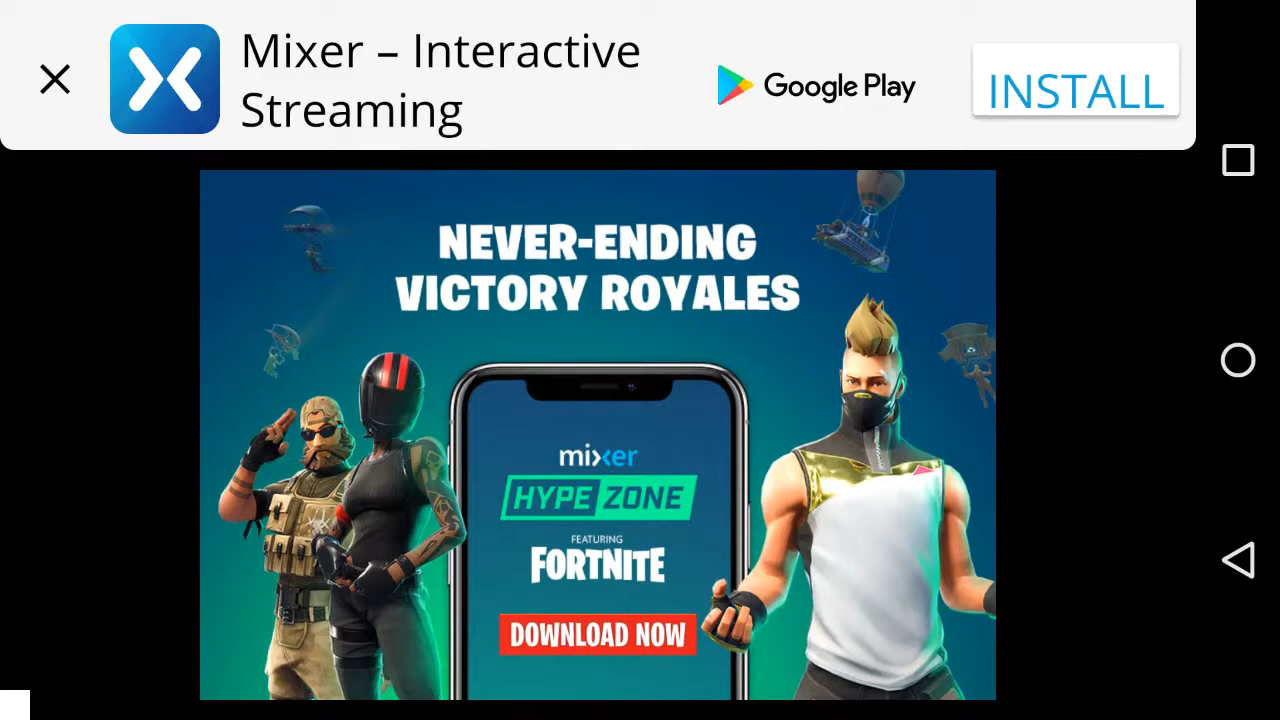 Mixer – Interactive
Streaming
Google Play
INSTALL
NEVER-ENDING
VICTORY ROYALES
mixer
HYPE ZONE
FEATURING
FORTNITE
DOWNLOAD NOW